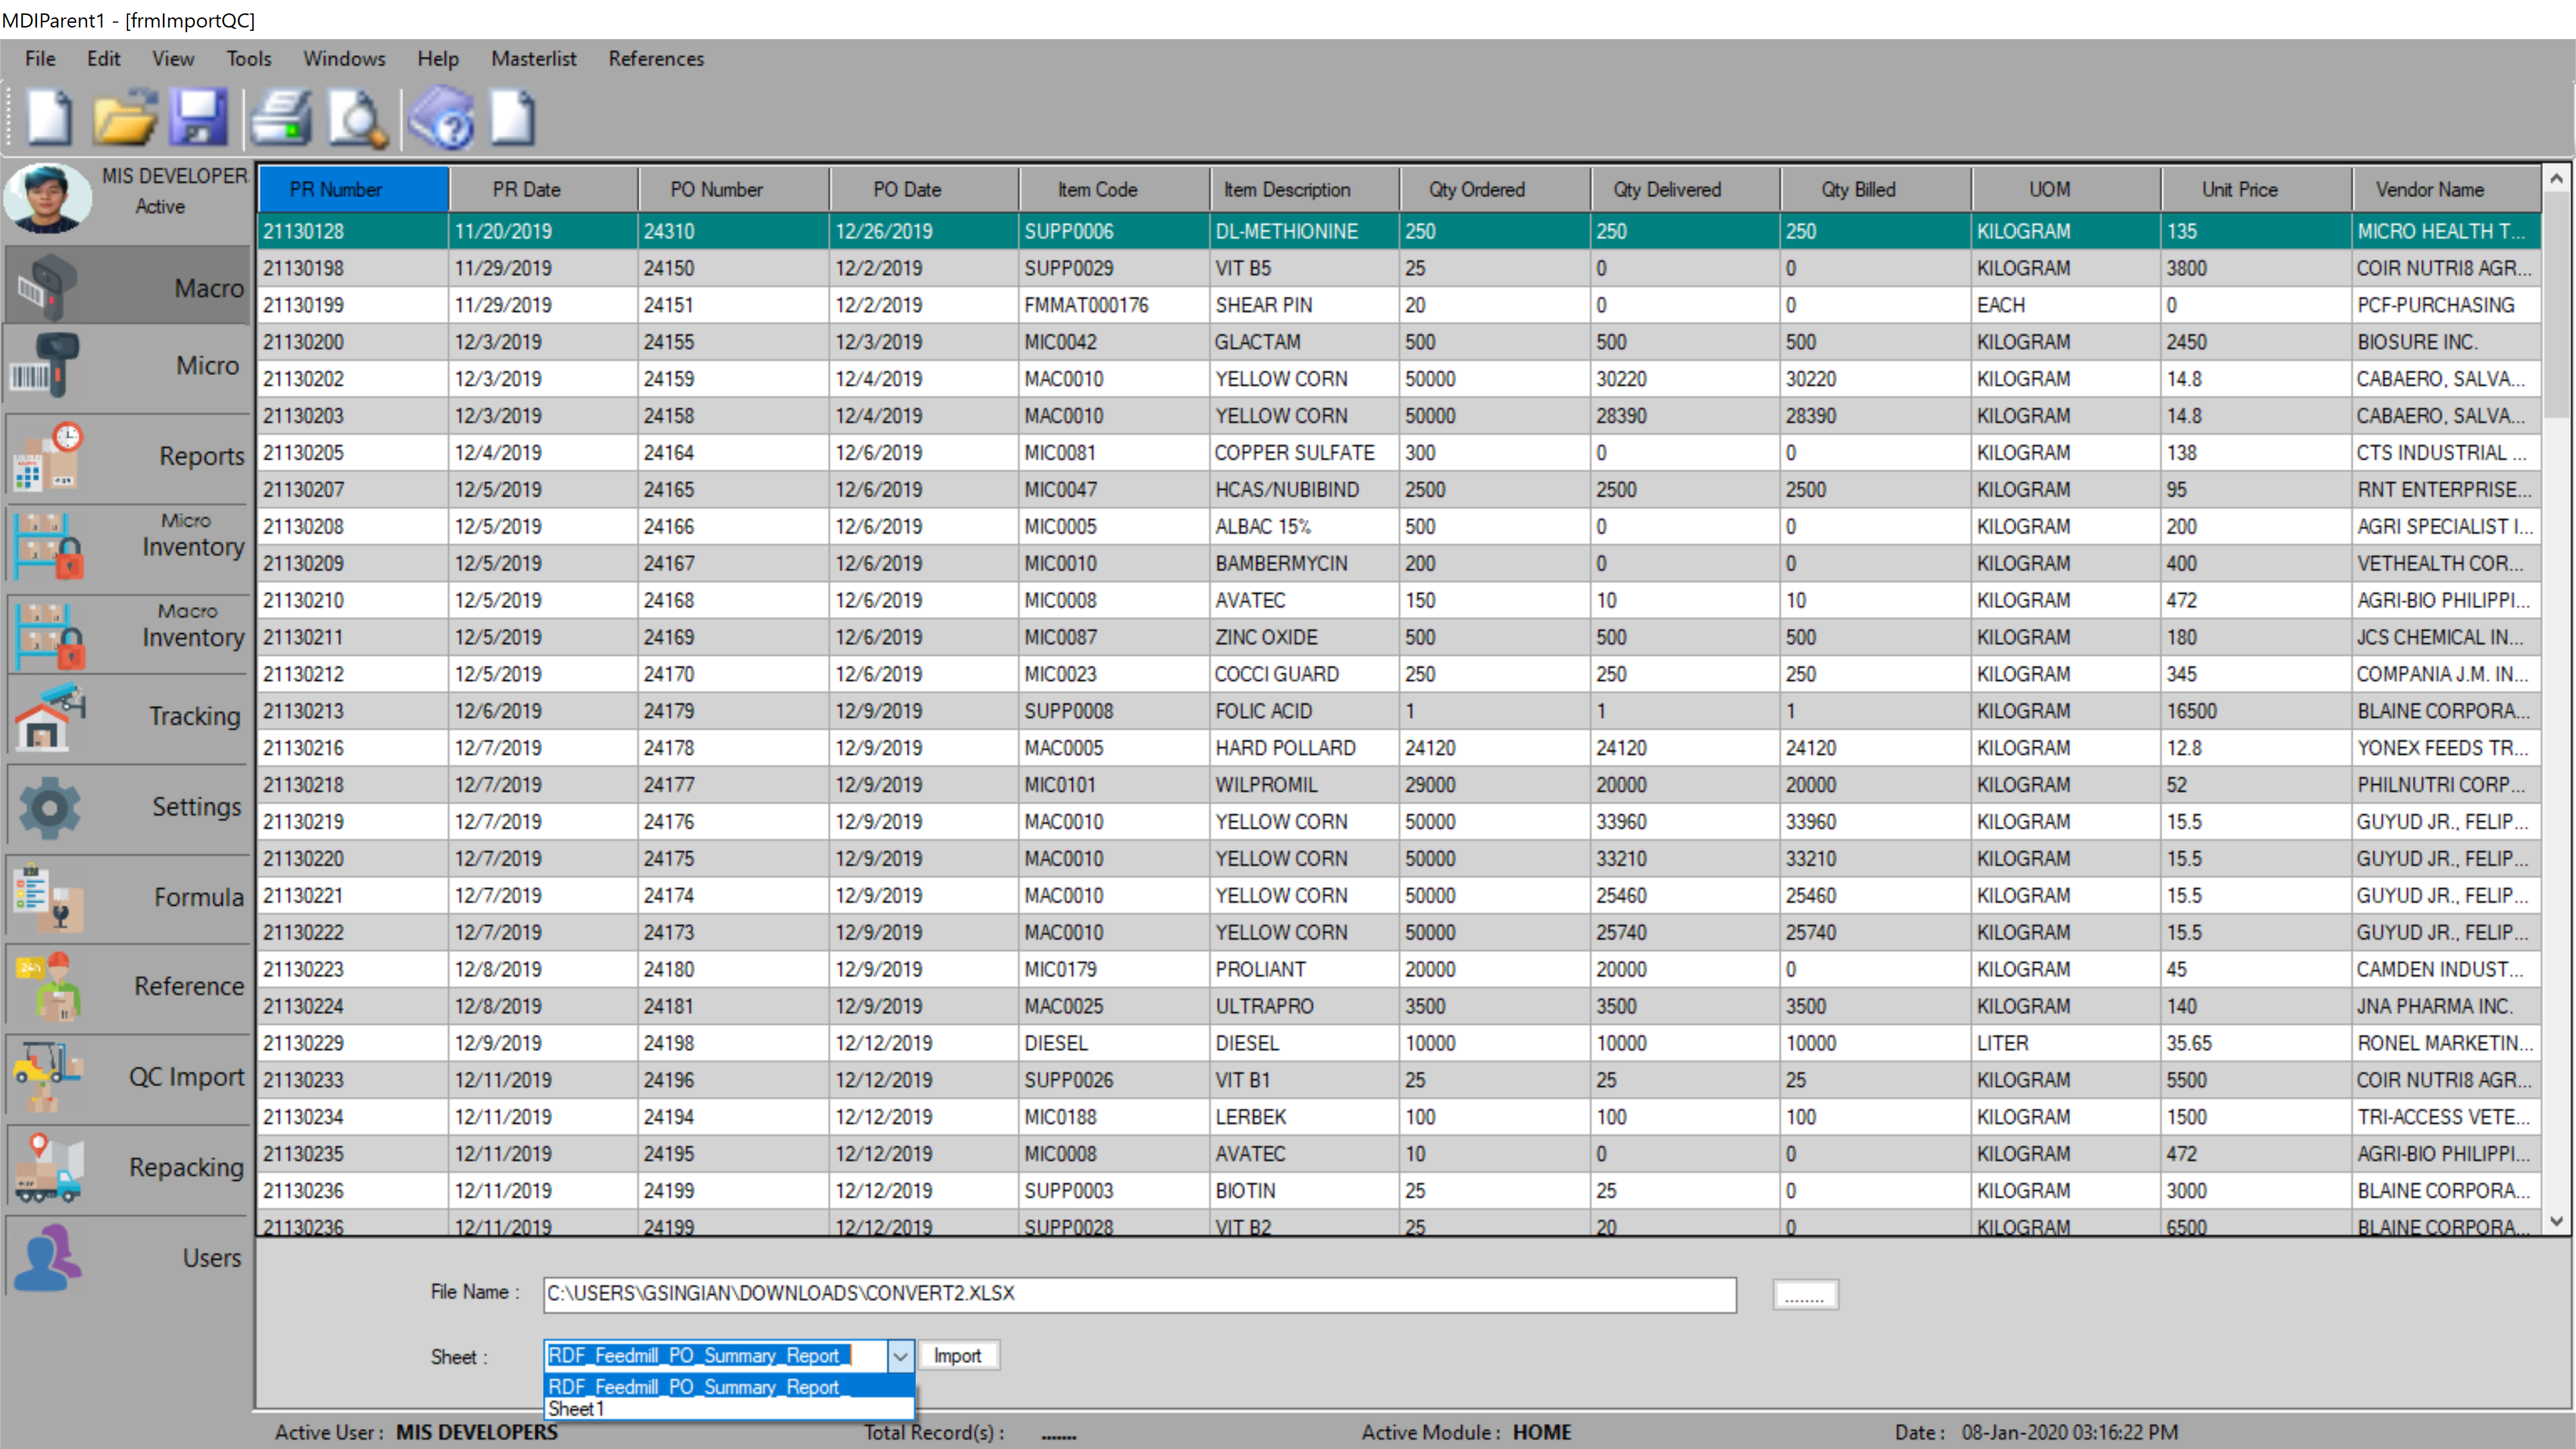 MDIParent1 - [frmImportQC]
File Edit View Tools Windows Help Masterlist References
MIS DEVELOPER
Active
Macro
Micro
Reports
Micro
Inventory
Macro
Inventory
Tracking
Settings
Formula
24h
Reference
QC Import
Repacking
Users
PR Number PR Date PO Number PO Date Item Code Item Description Qty Ordered Qty Delivered Qty Billed UOM Unit Price Vendor Name
21130128 11/20/2019 24310 12/26/2019 SUPP0006 DL-METHIONINE 250 250 250 KILOGRAM 135 MICRO HEALTH T...
21130198 11/29/2019 24150 12/2/2019 SUPP0029 VIT B5 25 0 0 KILOGRAM 3800 COIR NUTRI8 AGR...
21130199 11/29/2019 24151 12/2/2019 FMMAT000176 SHEAR PIN 20 0 0 EACH 0 PCF-PURCHASING
21130200 12/3/2019 24155 12/3/2019 MIC0042 GLACTAM 500 500 500 KILOGRAM 2450 BIOSURE INC.
21130202 12/3/2019 24159 12/4/2019 MAC0010 YELLOW CORN 50000 30220 30220 KILOGRAM 14.8 CABAERO, SALVA...
21130203 12/3/2019 24158 12/4/2019 MAC0010 YELLOW CORN 50000 28390 28390 KILOGRAM 14.8 CABAERO, SALVA...
21130205 12/4/2019 24164 12/6/2019 MIC0081 COPPER SULFATE 300 0 0 KILOGRAM 138 CTS INDUSTRIAL ...
21130207 12/5/2019 24165 12/6/2019 MIC0047 HCAS/NUBIBIND 2500 2500 2500 KILOGRAM 95 RNT ENTERPRISE...
21130208 12/5/2019 24166 12/6/2019 MIC0005 ALBAC 15% 500 0 0 KILOGRAM 200 AGRI SPECIALIST I...
21130209 12/5/2019 24167 12/6/2019 MIC0010 BAMBERMYCIN 200 0 0 KILOGRAM 400 VETHEALTH COR...
21130210 12/5/2019 24168 12/6/2019 MIC0008 AVATEC 150 10 10 KILOGRAM 472 AGRI-BIO PHILIPPI...
21130211 12/5/2019 24169 12/6/2019 MIC0087 ZINC OXIDE 500 500 500 KILOGRAM 180 JCS CHEMICAL IN...
21130212 12/5/2019 24170 12/6/2019 MIC0023 COCCI GUARD 250 250 250 KILOGRAM 345 COMPANIA J.M. IN...
21130213 12/6/2019 24179 12/9/2019 SUPP0008 FOLIC ACID 1 1 1 KILOGRAM 16500 BLAINE CORPORA...
21130216 12/7/2019 24178 12/9/2019 MAC0005 HARD POLLARD 24120 24120 24120 KILOGRAM 12.8 YONEX FEEDS TR...
21130218 12/7/2019 24177 12/9/2019 MIC0101 WILPROMIL 29000 20000 20000 KILOGRAM 52 PHILNUTRI CORP...
21130219 12/7/2019 24176 12/9/2019 MAC0010 YELLOW CORN 50000 33960 33960 KILOGRAM 15.5 GUYUD JR., FELIP...
21130220 12/7/2019 24175 12/9/2019 MAC0010 YELLOW CORN 50000 33210 33210 KILOGRAM 15.5 GUYUD JR., FELIP...
21130221 12/7/2019 24174 12/9/2019 MAC0010 YELLOW CORN 50000 25460 25460 KILOGRAM 15.5 GUYUD JR., FELIP...
21130222 12/7/2019 24173 12/9/2019 MAC0010 YELLOW CORN 50000 25740 25740 KILOGRAM 15.5 GUYUD JR., FELIP...
21130223 12/8/2019 24180 12/9/2019 MIC0179 PROLIANT 20000 20000 0 KILOGRAM 45 CAMDEN INDUST...
21130224 12/8/2019 24181 12/9/2019 MAC0025 ULTRAPRO 3500 3500 3500 KILOGRAM 140 JNA PHARMA INC.
21130229 12/9/2019 24198 12/12/2019 DIESEL DIESEL 10000 10000 10000 LITER 35.65 RONEL MARKETIN...
21130233 12/11/2019 24196 12/12/2019 SUPP0026 VIT B1 25 25 25 KILOGRAM 5500 COIR NUTRI8 AGR...
21130234 12/11/2019 24194 12/12/2019 MIC0188 LERBEK 100 100 100 KILOGRAM 1500 TRI-ACCESS VETE...
21130235 12/11/2019 24195 12/12/2019 MIC0008 AVATEC 10 0 0 KILOGRAM 472 AGRI-BIO PHILIPPI...
21130236 12/11/2019 24199 12/12/2019 SUPP0003 BIOTIN 25 25 0 KILOGRAM 3000 BLAINE CORPORA...
21130236 12/11/2019 24199 12/12/2019 SUPP0028 VIT B2 25 20 0 KILOGRAM 6500 BLAINE CORPORA...
File Name : C:\USERS\GSINGIAN\DOWNLOADS\CONVERT2.XLSX ........
Sheet : RDF_Feedmill_PO_Summary_Report_ Import
RDF_Feedmill_PO_Summary_Report_
Sheet1
Active User : MIS DEVELOPERS Total Record(s) : ....... Active Module : HOME Date : 08-Jan-2020 03:16:22 PM